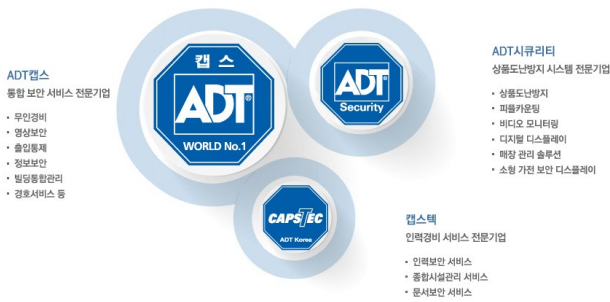 ADT캡스
통합 보안 서비스 전문기업
• 무인경비
• 영상보안
• 출입통제
• 정보보안
• 빌딩통합관리
• 경호서비스 등
캡스
ADT
WORLD No.1
ADT
Security
ADT시큐리티
상품도난방지 시스템 전문기업
• 상품도난방지
• 피플카운팅
• 비디오 모니터링
• 디지털 디스플레이
• 매장 관리 솔루션
• 소형 가전 보안 디스플레이
CAPSTEC
ADT Korea
캡스텍
인력경비 서비스 전문기업
• 인력보안 서비스
• 종합시설관리 서비스
• 문서보안 서비스